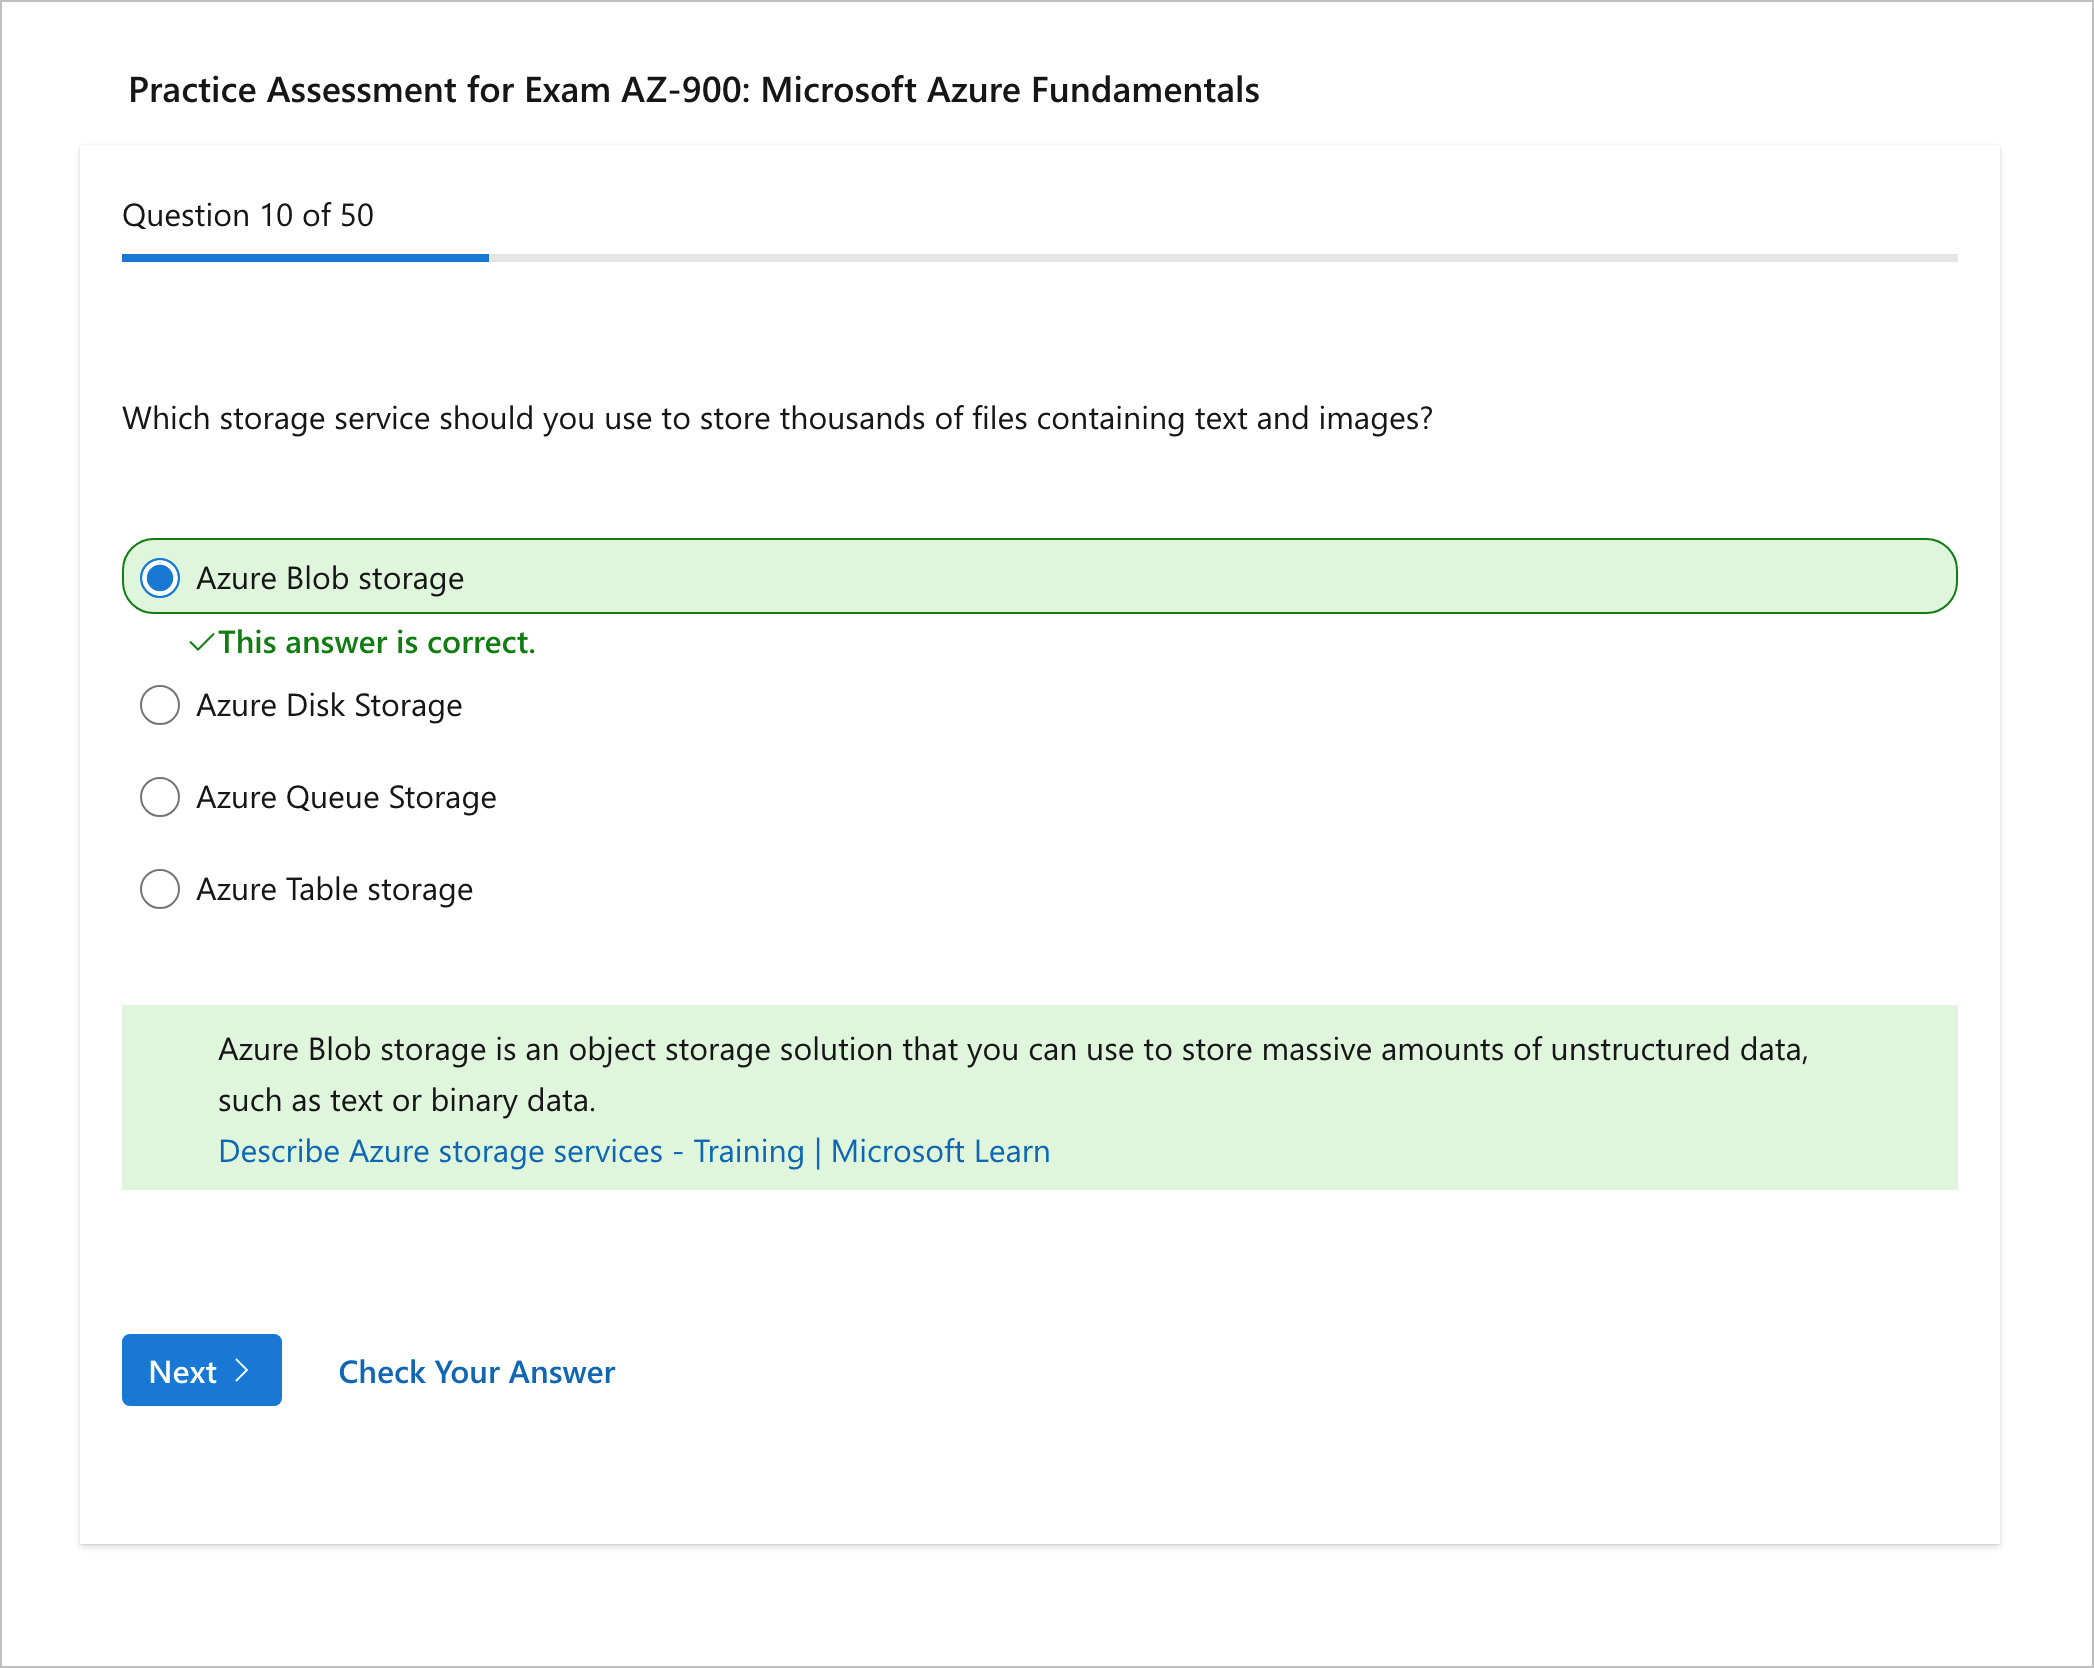 Practice Assessment for Exam AZ-900: Microsoft Azure Fundamentals
Question 10 of 50
Which storage service should you use to store thousands of files containing text and images?
Azure Blob storage
This answer is correct.
Azure Disk Storage
Azure Queue Storage
Azure Table storage
Azure Blob storage is an object storage solution that you can use to store massive amounts of unstructured data,
such as text or binary data.
Describe Azure storage services - Training | Microsoft Learn
Next
Check Your Answer